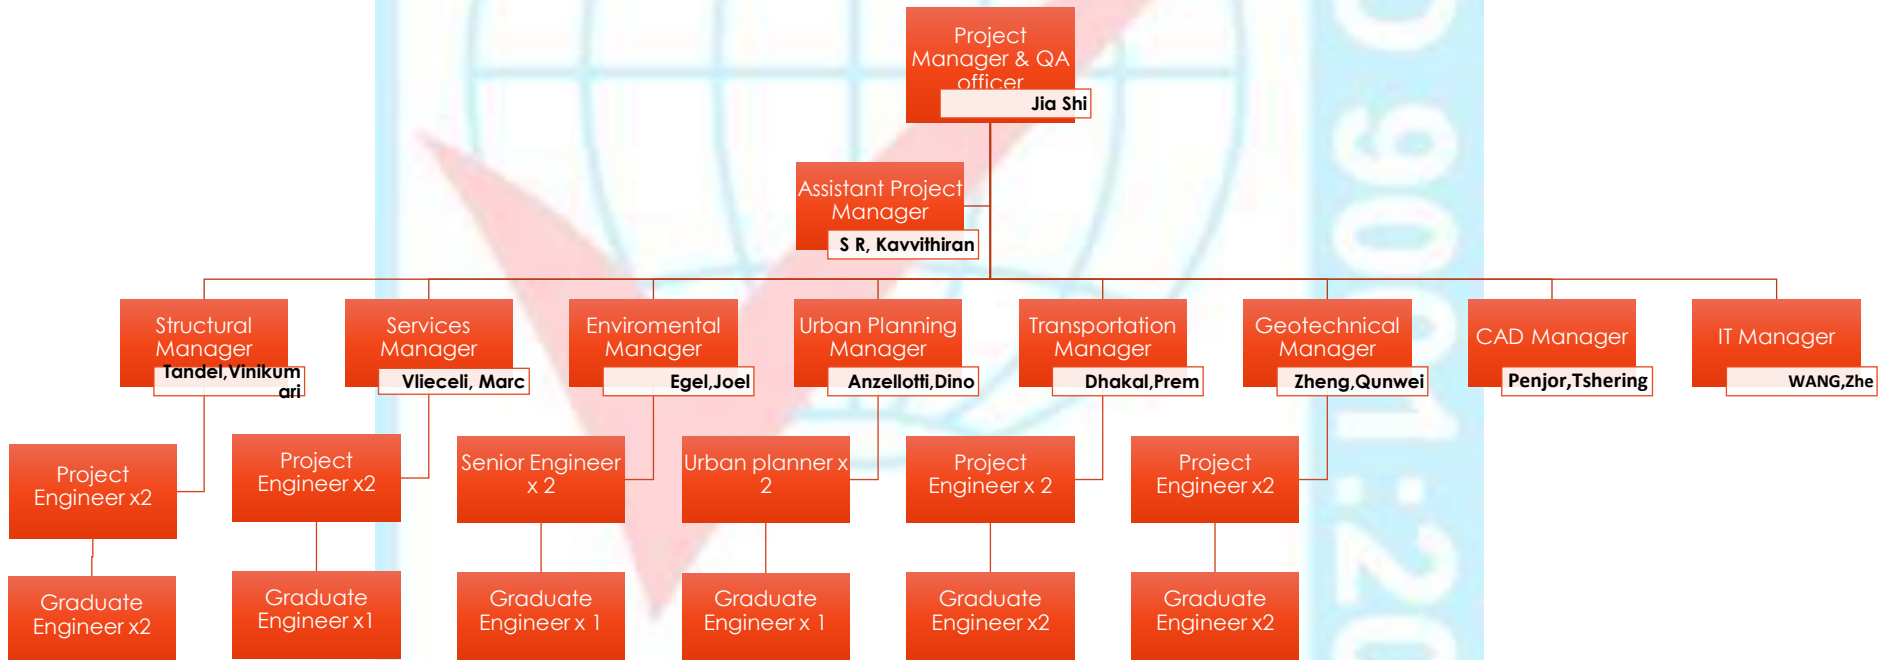 Project
Manager & QA
officer
Jia Shi
Assistant Project
Manager
S R, Kavvithiran
Structural
Manager
Tandel,Vinikum
ari
Services
Manager
Vlieceli, Marc
Enviromental
Manager
Egel,Joel
Urban Planning
Manager
Anzellotti,Dino
Transportation
Manager
Dhakal,Prem
Geotechnical
Manager
Zheng,Qunwei
CAD Manager
Penjor,Tshering
IT Manager
WANG,Zhe
Project
Engineer x2
Project
Engineer x2
Senior Engineer
x 2
Urban planner x
2
Project
Engineer x 2
Project
Engineer x2
Graduate
Engineer x2
Graduate
Engineer x1
Graduate
Engineer x 1
Graduate
Engineer x 1
Graduate
Engineer x2
Graduate
Engineer x2
O 9001:20